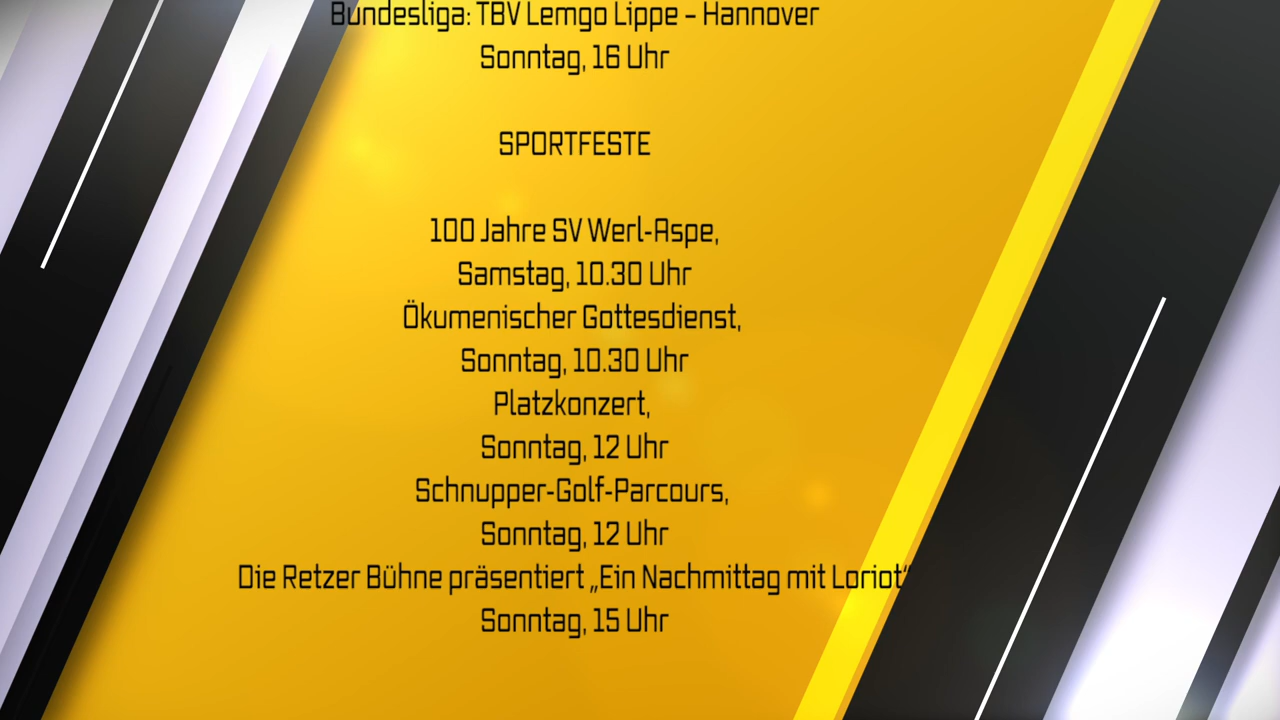 Bundesliga: TBV Lemgo Lippe – Hannover
Sonntag, 16 Uhr
SPORTFESTE
100 Jahre SV Werl-Aspe,
Samstag, 10.30 Uhr
Ökumenischer Gottesdienst,
Sonntag, 10.30 Uhr
Platzkonzert,
Sonntag, 12 Uhr
Schnupper-Golf-Parcours,
Sonntag, 12 Uhr
Die Retzer Bühne präsentiert „Ein Nachmittag mit Loriot“
Sonntag, 15 Uhr